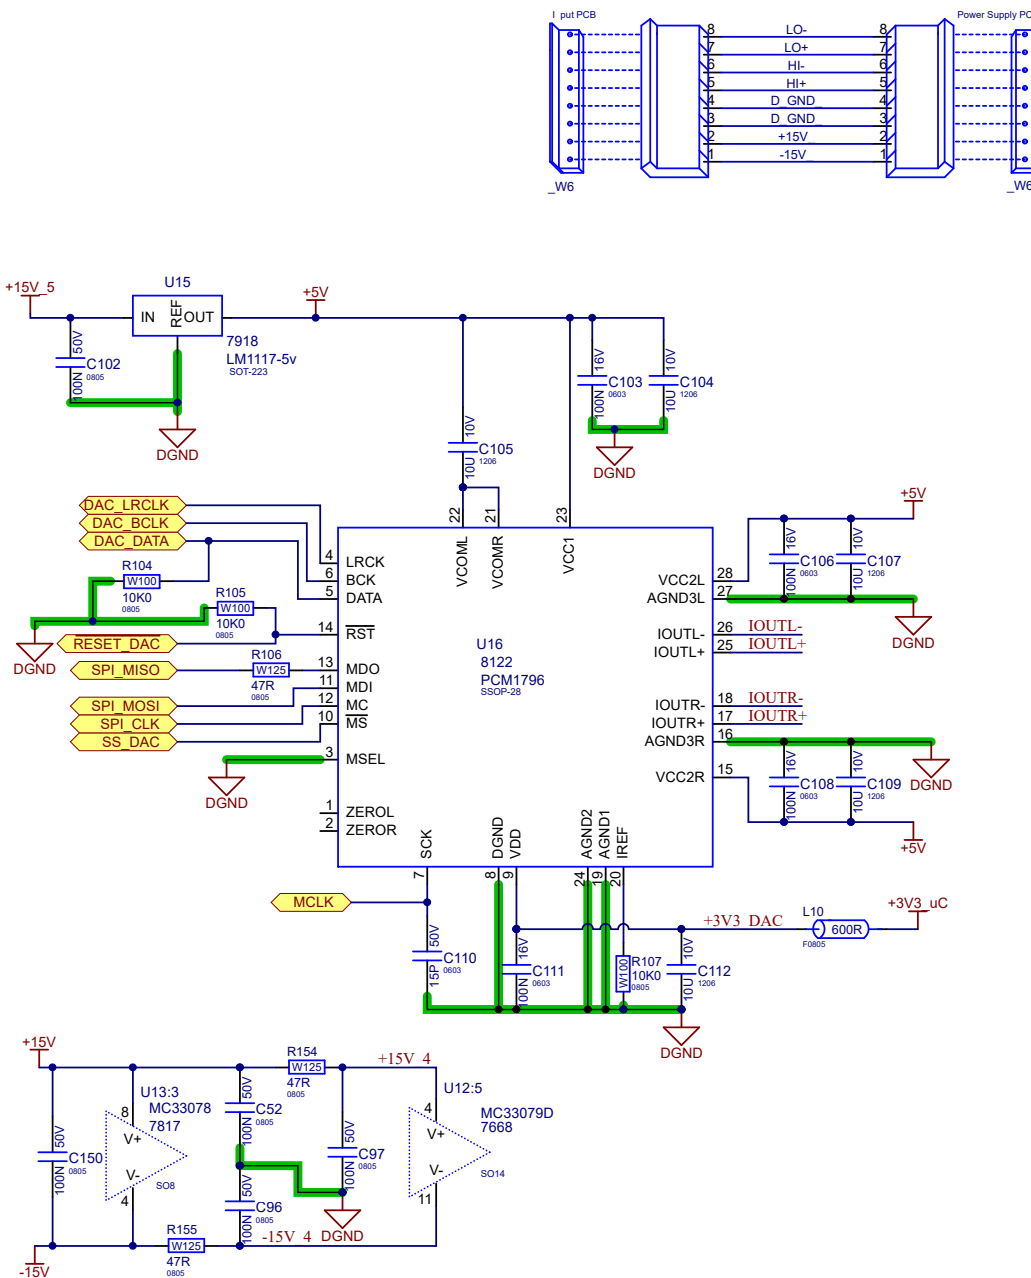 I put PCB
Power Supply PC
8 LO- 8
7 LO+ 7
6 HI- 6
5 HI+ 5
4 D_GND_ 4
3 D_GND_ 3
2 +15V_ 2
1 -15V_ 1
_W6
_W6
+15V_5
U15
+5V
IN
REF
OUT
7918
LM1117-5v
SOT-223
50V
C102
0805
100N
DGND
16V
C103
0603
100N
10V
C104
1206
10U
DGND
10V
C105
1206
10U
DAC_LRCLK
DAC_BCLK
DAC_DATA
R104
W100
10K0
0805
R105
W100
10K0
0805
DGND
RESET_DAC
SPI_MISO
R106
W125
47R
0805
SPI_MOSI
SPI_CLK
SS_DAC
DGND
22
VCOML
21
VCOMR
23
VCC1
4 LRCK
6 BCK
5 DATA
14 RST
13 MDO
11 MDI
12 MC
10 MS
3 MSEL
1 ZEROL
2 ZEROR
U16
8122
PCM1796
SSOP-28
VCC2L 28
AGND3L 27
IOUTL- 26 IOUTL-
IOUTL+ 25 IOUTL+
IOUTR- 18 IOUTR-
IOUTR+ 17 IOUTR+
AGND3R 16
VCC2R 15
+5V
16V
C106
0603
100N
10V
C107
1206
10U
DGND
16V
C108
0603
100N
10V
C109
1206
10U
DGND
+5V
SCK
7
DGND
8
VDD
9
AGND2
24
AGND1
19
IREF
20
MCLK
50V
C110
0603
15P
16V
C111
0603
100N
R107
W100
10K0
0805
10V
C112
1206
10U
DGND
+3V3_DAC
L10
600R
F0805
+3V3_uC
+15V
50V
C150
0805
100N
-15V
U13:3
MC33078
7817
8
V+
V-
4
SO8
50V
C52
0805
100N
50V
C96
0805
100N
R154
W125
47R
0805
R155
W125
47R
0805
+15V_4
50V
C97
0805
100N
DGND
-15V_4
U12:5
MC33079D
7668
4
V+
V-
11
SO14